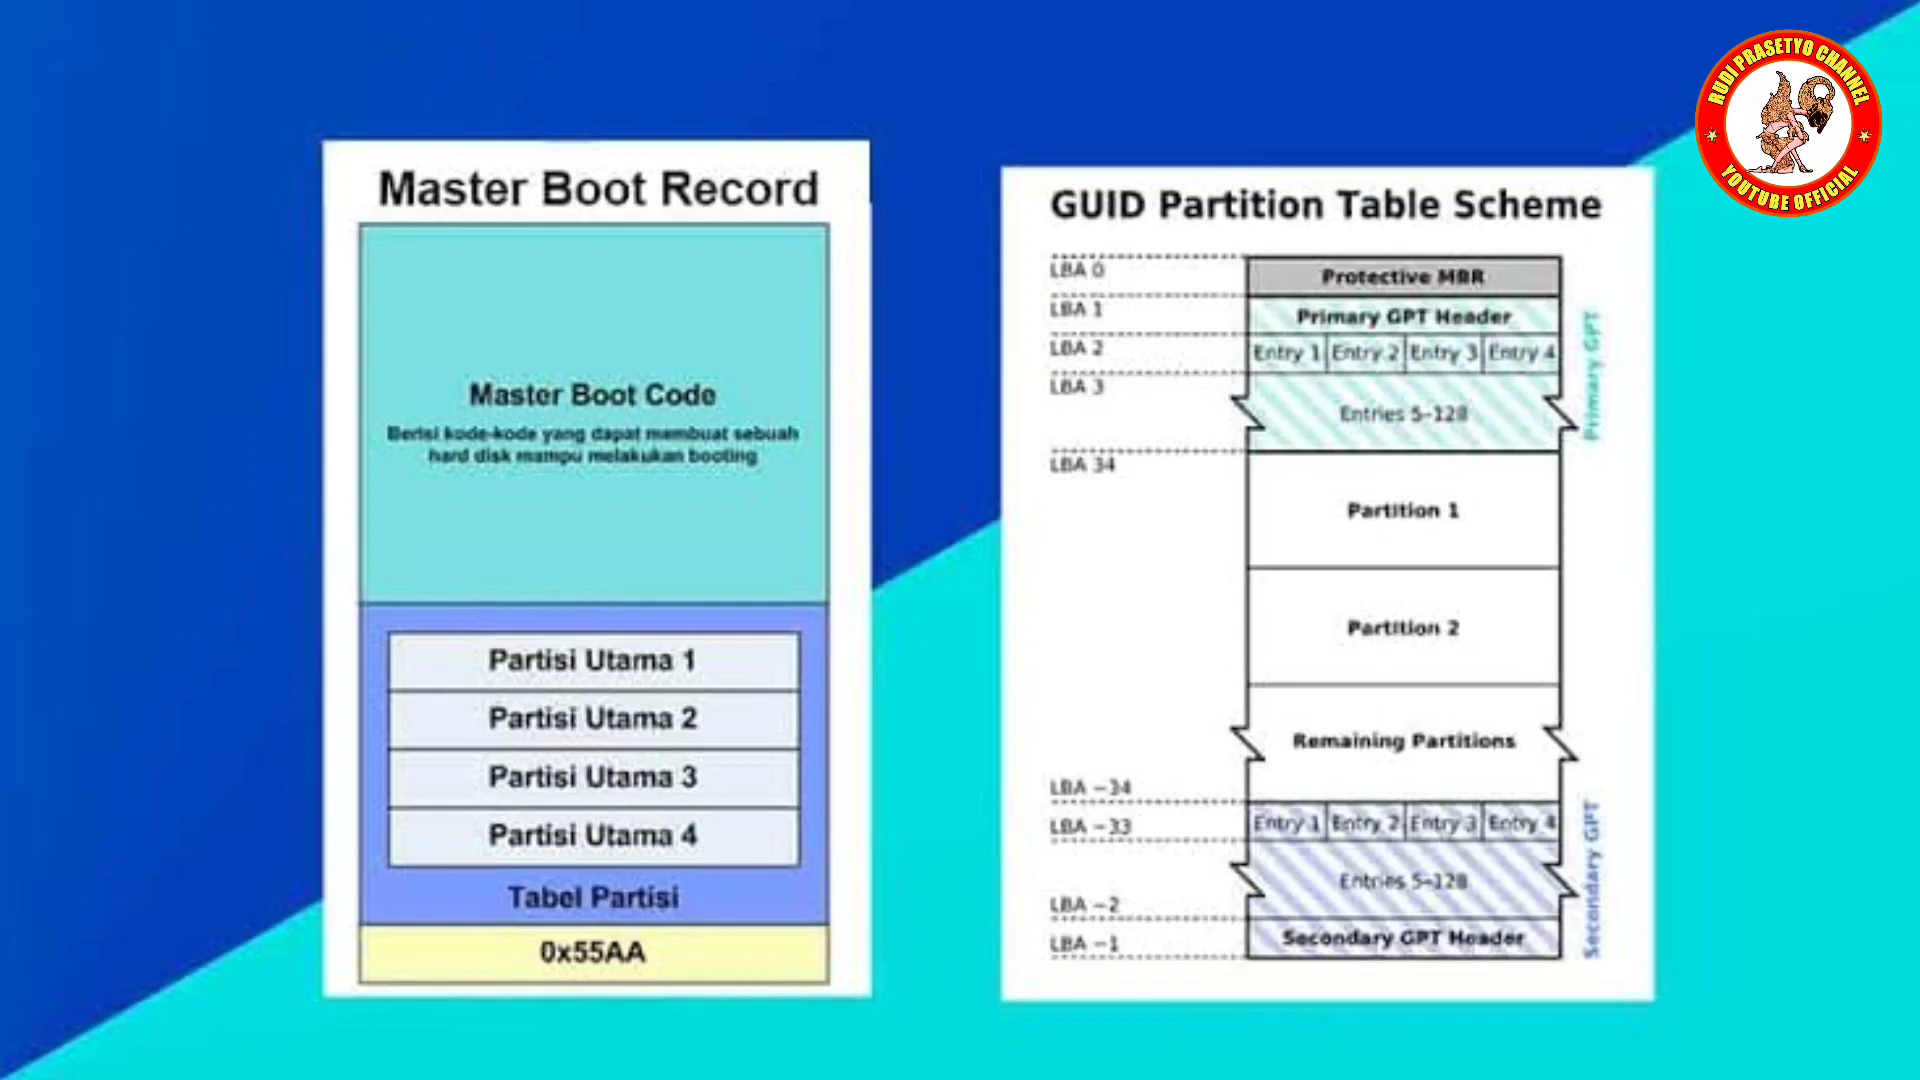 RUDI PRASETYO CHANNEL
YOUTUBE OFFICIAL
Master Boot Record
Master Boot Code
Berisi kode-kode yang dapat membuat sebuah
hard disk mampu melakukan booting
Partisi Utama 1
Partisi Utama 2
Partisi Utama 3
Partisi Utama 4
Tabel Partisi
0x55AA
GUID Partition Table Scheme
LBA 0
Protective MBR
LBA 1
Primary GPT Header
LBA 2
Entry 1 Entry 2 Entry 3 Entry 4
LBA 3
Entries 5–128
Primary GPT
LBA 34
Partition 1
Partition 2
Remaining Partitions
LBA −34
LBA −33
Entry 1 Entry 2 Entry 3 Entry 4
Entries 5–128
LBA −2
Secondary GPT Header
LBA −1
Secondary GPT